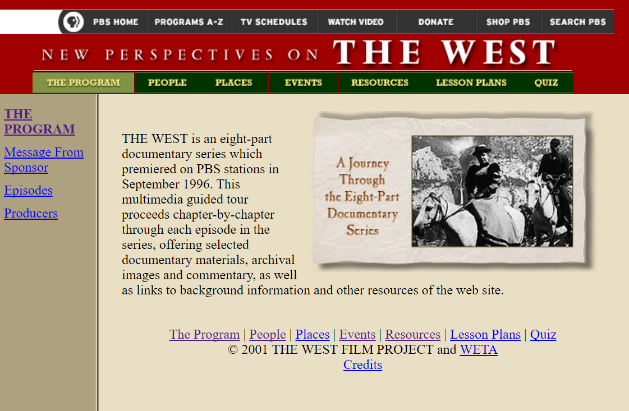 PBS HOME PROGRAMS A-Z TV SCHEDULES WATCH VIDEO DONATE SHOP PBS SEARCH PBS
NEW PERSPECTIVES ON THE WEST
THE PROGRAM PEOPLE PLACES EVENTS RESOURCES LESSON PLANS QUIZ
THE
PROGRAM
Message From
Sponsor
Episodes
Producers
THE WEST is an eight-part
documentary series which
premiered on PBS stations in
September 1996. This
multimedia guided tour
proceeds chapter-by-chapter
through each episode in the
series, offering selected
documentary materials, archival
images and commentary, as well
as links to background information and other resources of the web site.
A Journey
Through
the Eight-Part
Documentary
Series
The Program | People | Places | Events | Resources | Lesson Plans | Quiz
© 2001 THE WEST FILM PROJECT and WETA
Credits